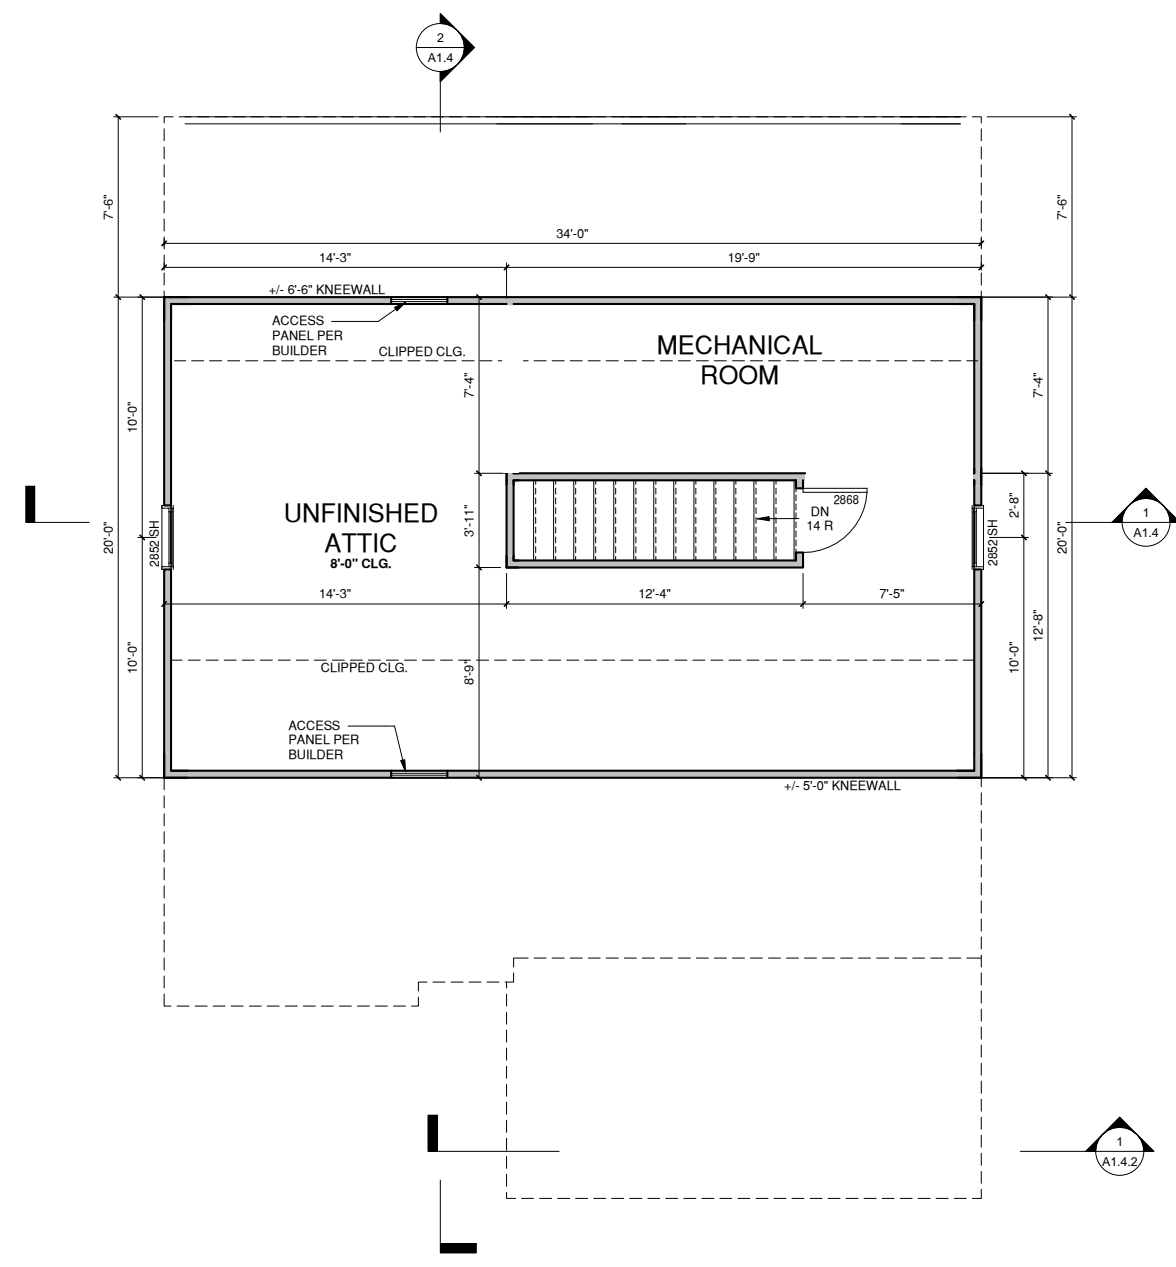 2
A1.4
7'-6"
7'-6"
34'-0"
14'-3"
19'-9"
+/- 6'-6" KNEEWALL
ACCESS
PANEL PER
BUILDER
CLIPPED CLG.
MECHANICAL
ROOM
7'-4"
7'-4"
10'-0"
20'-0"
2852 SH
UNFINISHED
ATTIC
8'-0" CLG.
3'-11"
2868
DN
14 R
2852 SH
2'-8"
20'-0"
1
A1.4
14'-3"
12'-4"
7'-5"
10'-0"
CLIPPED CLG.
8'-9"
10'-0"
12'-8"
ACCESS
PANEL PER
BUILDER
+/- 5'-0" KNEEWALL
1
A1.4.2